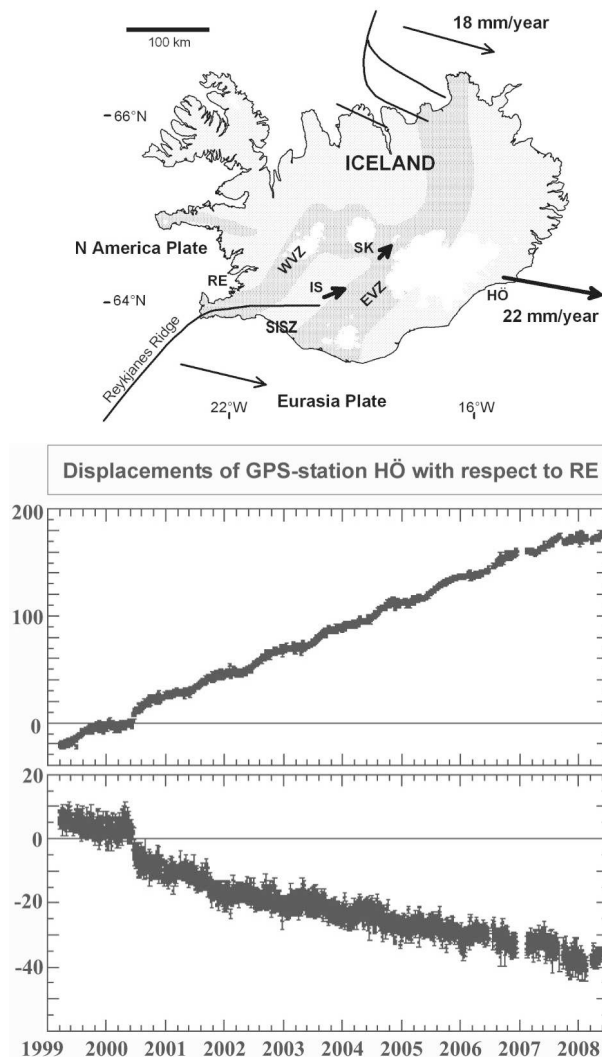 18 mm/year
100 km
66°N
ICELAND
N America Plate
SK
WVZ
RE
IS
EVZ
64°N
HÖ
22 mm/year
SISZ
Reykjanes Ridge
Eurasia Plate
22°W
16°W
Displacements of GPS-station HÖ with respect to RE
200
100
0
20
0
-20
-40
1999 2000 2001 2002 2003 2004 2005 2006 2007 2008